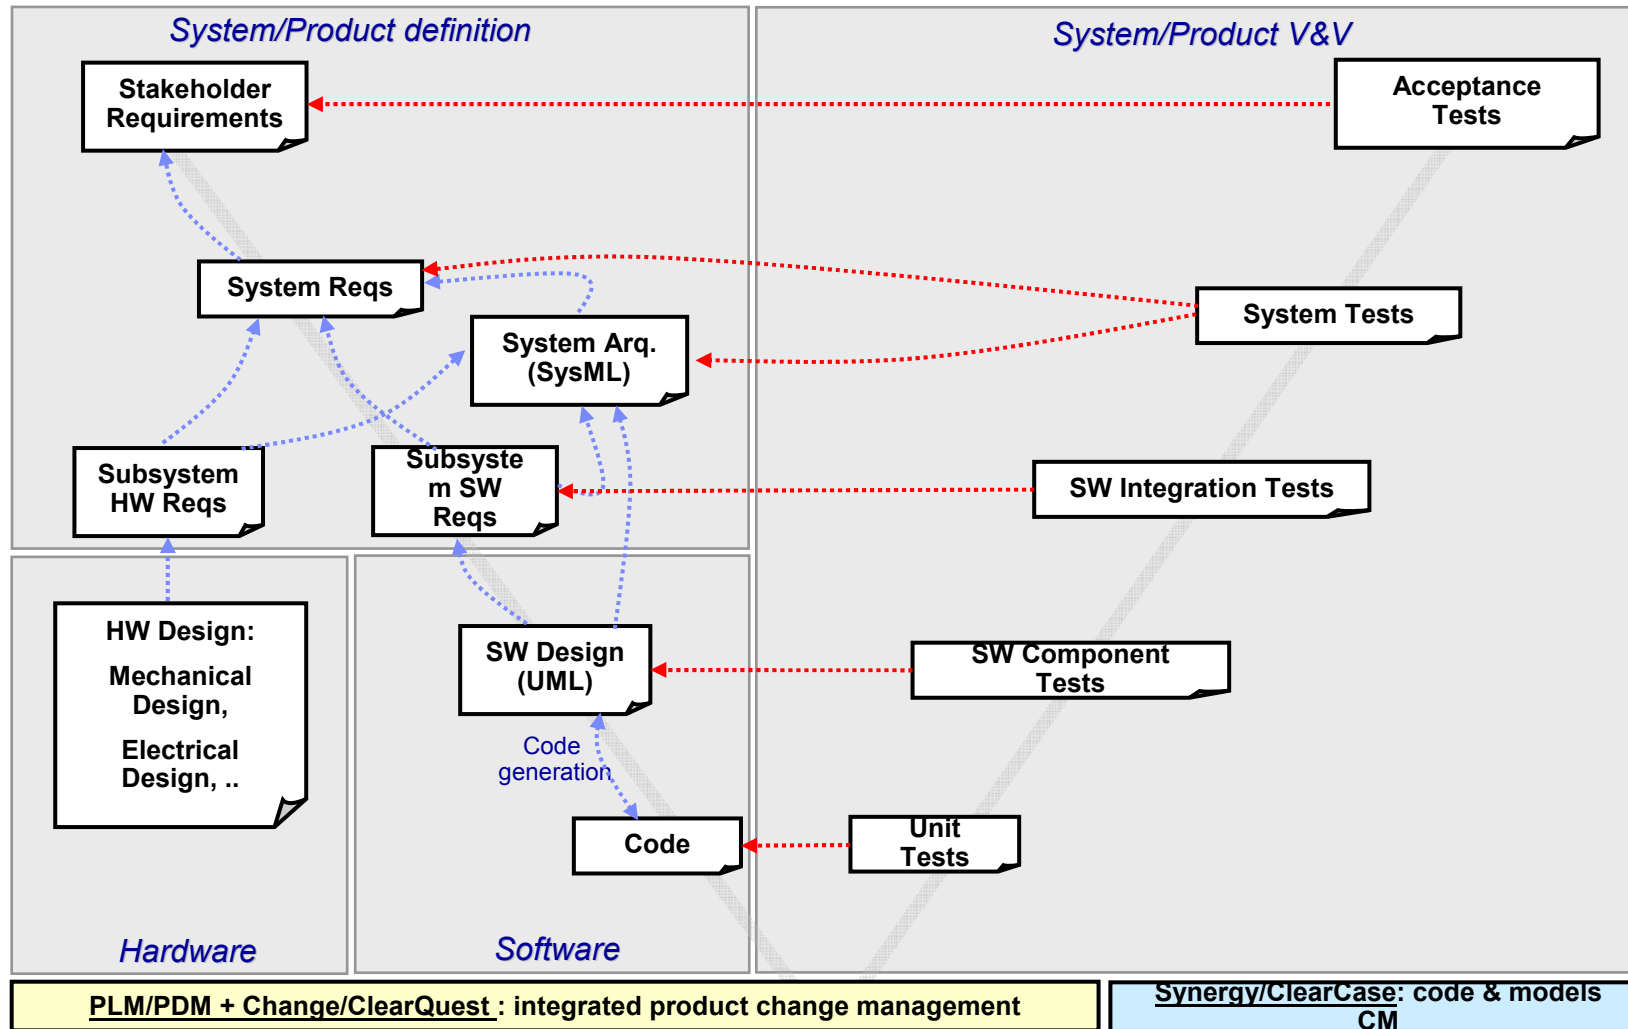 System/Product definition
System/Product V&V
Stakeholder
Requirements
Acceptance
Tests
System Reqs
System Tests
System Arq.
(SysML)
Subsystem
HW Reqs
Subsyste
m SW
Reqs
SW Integration Tests
HW Design:
Mechanical
Design,
Electrical
Design, ..
SW Design
(UML)
SW Component
Tests
Code
generation
Code
Unit
Tests
Hardware
Software
PLM/PDM + Change/ClearQuest : integrated product change management
Synergy/ClearCase: code & models
CM